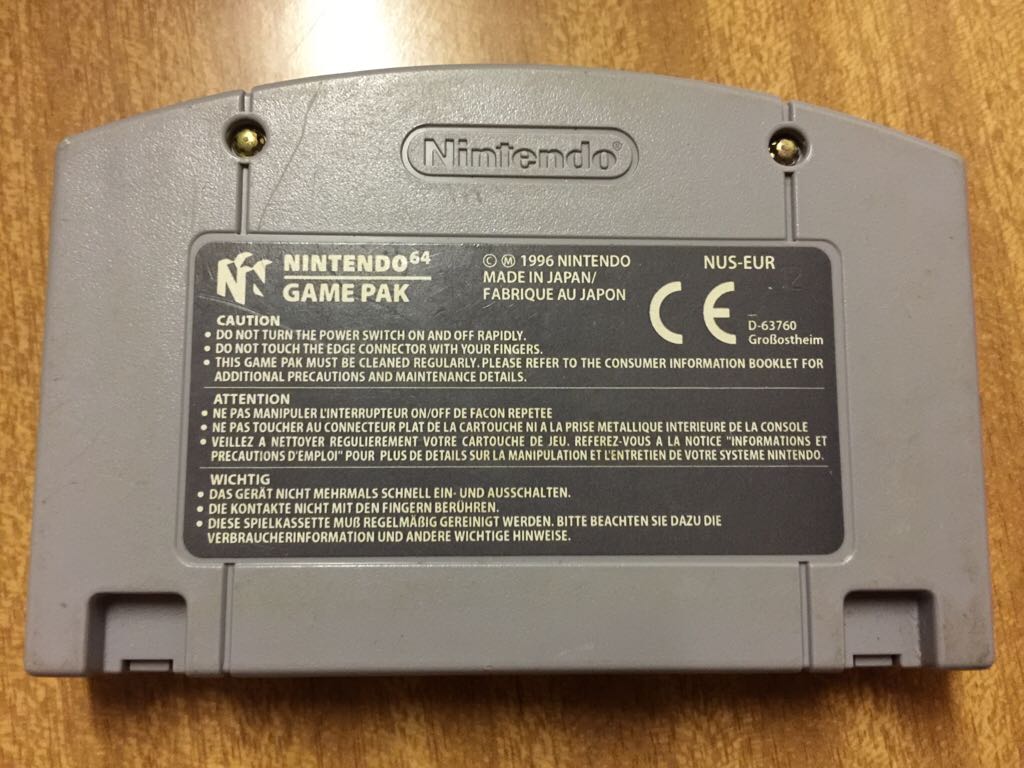 Nintendo®
NINTENDO⁶⁴
GAME PAK
© Ⓜ 1996 NINTENDO
MADE IN JAPAN/
FABRIQUE AU JAPON
NUS-EUR
CE
D-63760
Großostheim
CAUTION
• DO NOT TURN THE POWER SWITCH ON AND OFF RAPIDLY.
• DO NOT TOUCH THE EDGE CONNECTOR WITH YOUR FINGERS.
• THIS GAME PAK MUST BE CLEANED REGULARLY. PLEASE REFER TO THE CONSUMER INFORMATION BOOKLET FOR
ADDITIONAL PRECAUTIONS AND MAINTENANCE DETAILS.
ATTENTION
• NE PAS MANIPULER L'INTERRUPTEUR ON/OFF DE FACON REPETEE
• NE PAS TOUCHER AU CONNECTEUR PLAT DE LA CARTOUCHE NI A LA PRISE METALLIQUE INTERIEURE DE LA CONSOLE
• VEILLEZ A NETTOYER REGULIEREMENT VOTRE CARTOUCHE DE JEU. REFEREZ-VOUS A LA NOTICE "INFORMATIONS ET
PRECAUTIONS D'EMPLOI" POUR PLUS DE DETAILS SUR LA MANIPULATION ET L'ENTRETIEN DE VOTRE SYSTEME NINTENDO.
WICHTIG
• DAS GERÄT NICHT MEHRMALS SCHNELL EIN- UND AUSSCHALTEN.
• DIE KONTAKTE NICHT MIT DEN FINGERN BERÜHREN.
• DIESE SPIELKASSETTE MUß REGELMÄßIG GEREINIGT WERDEN. BITTE BEACHTEN SIE DAZU DIE
VERBRAUCHERINFORMATION UND ANDERE WICHTIGE HINWEISE.